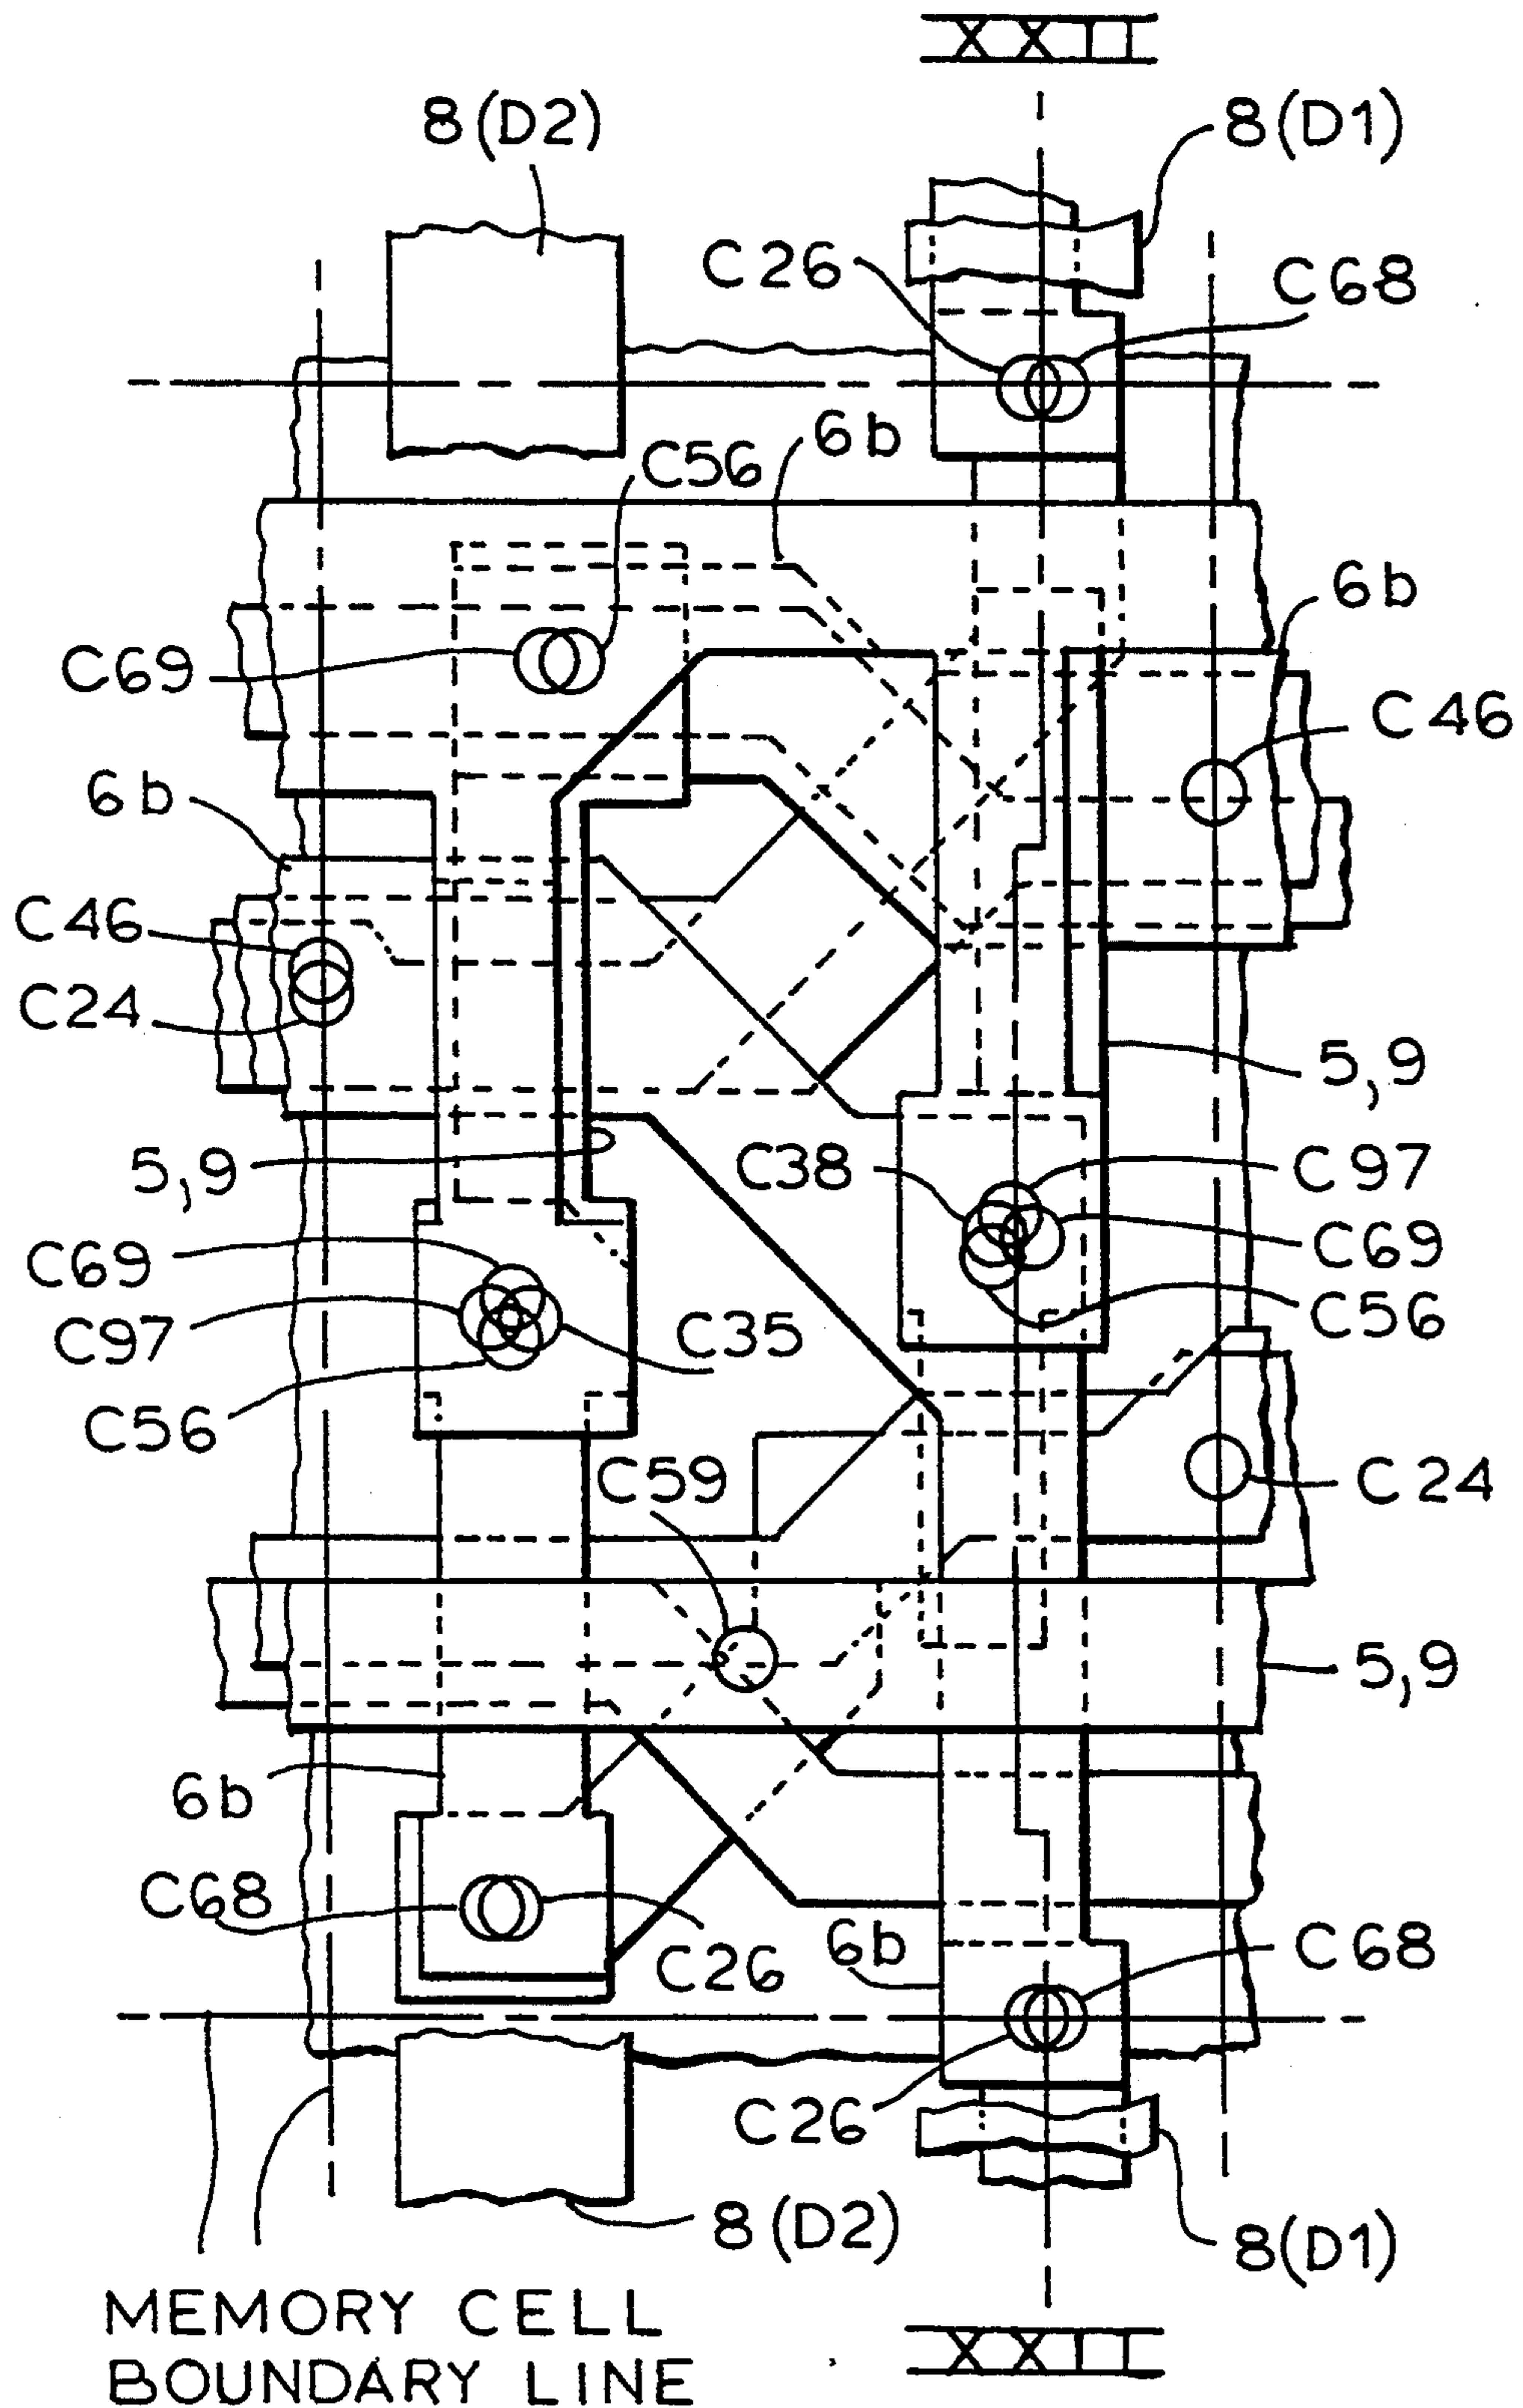 XXII
8(D2)
8(D1)
C26
C68
6b
C56
6b
C69
C46
6b
C46
C24
5,9
5,9
C38
C97
C69
C69
C56
C97
C35
C56
C59
C24
5,9
6b
C68
6b
C68
C26
C26
8(D2)
8(D1)
MEMORY CELL
BOUNDARY LINE
XXII